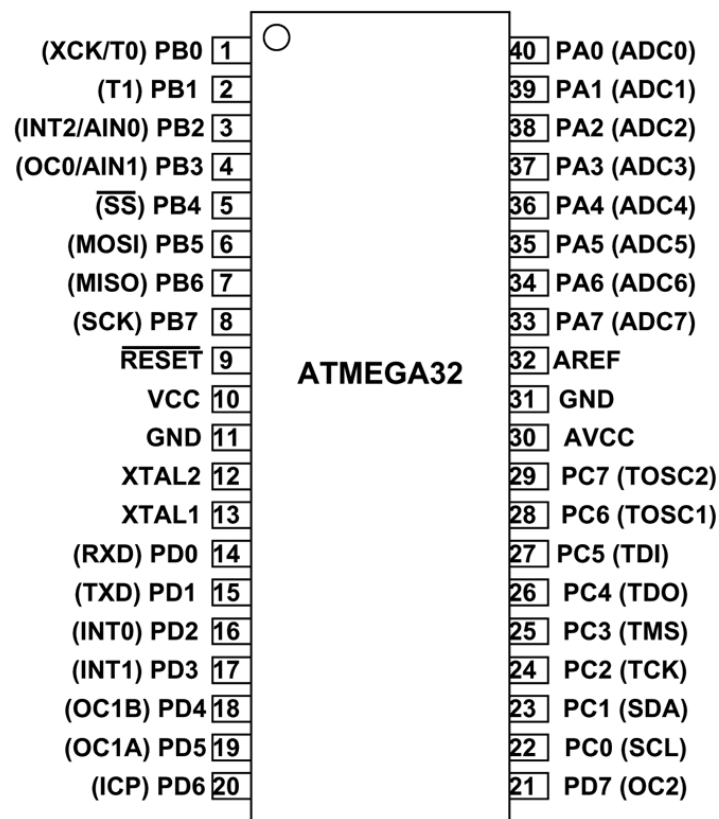 (XCK/T0) PB0 1
(T1) PB1 2
(INT2/AIN0) PB2 3
(OC0/AIN1) PB3 4
(SS) PB4 5
(MOSI) PB5 6
(MISO) PB6 7
(SCK) PB7 8
RESET 9
VCC 10
GND 11
XTAL2 12
XTAL1 13
(RXD) PD0 14
(TXD) PD1 15
(INT0) PD2 16
(INT1) PD3 17
(OC1B) PD4 18
(OC1A) PD5 19
(ICP) PD6 20
ATMEGA32
40 PA0 (ADC0)
39 PA1 (ADC1)
38 PA2 (ADC2)
37 PA3 (ADC3)
36 PA4 (ADC4)
35 PA5 (ADC5)
34 PA6 (ADC6)
33 PA7 (ADC7)
32 AREF
31 GND
30 AVCC
29 PC7 (TOSC2)
28 PC6 (TOSC1)
27 PC5 (TDI)
26 PC4 (TDO)
25 PC3 (TMS)
24 PC2 (TCK)
23 PC1 (SDA)
22 PC0 (SCL)
21 PD7 (OC2)